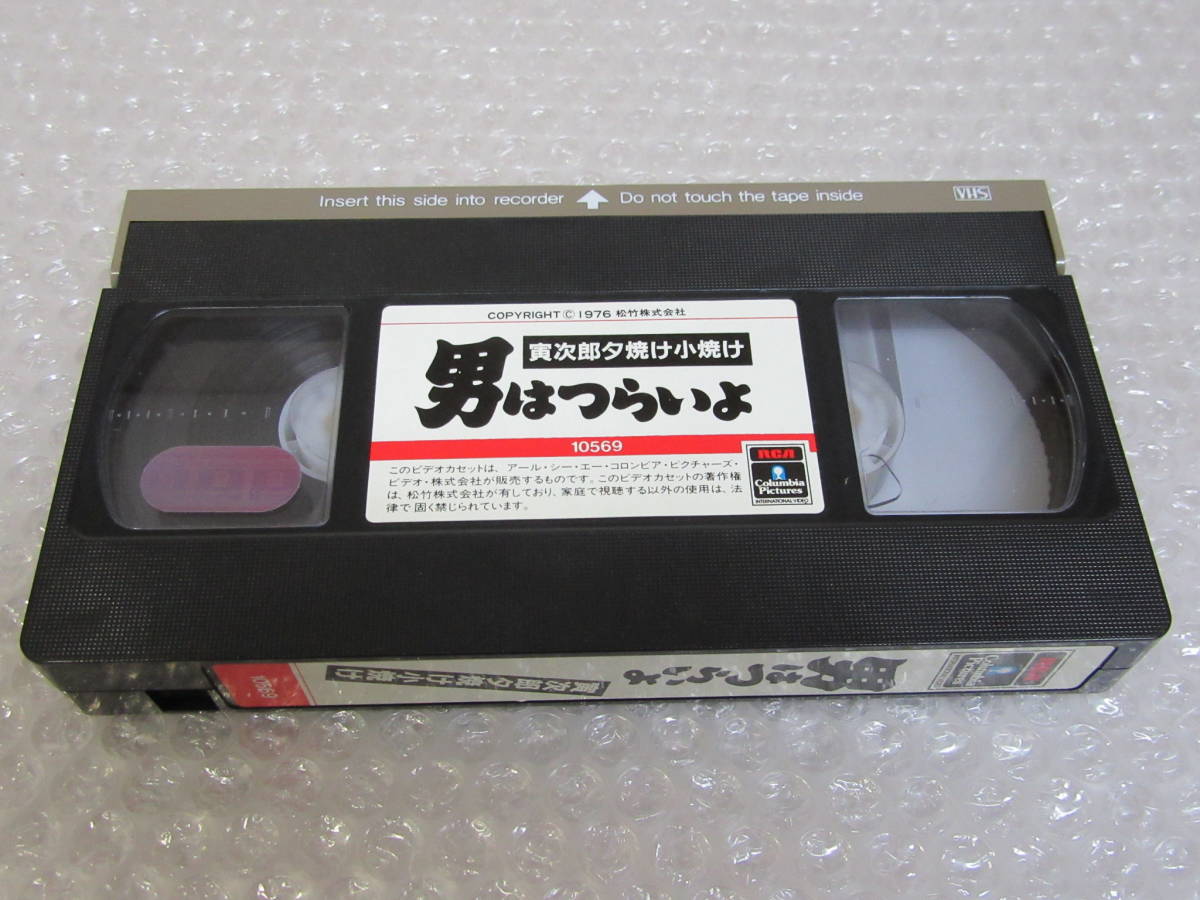 Insert this side into recorder Do not touch the tape inside VHS
COPYRIGHT © 1976 松竹株式会社
寅次郎夕焼け小焼け
男はつらいよ
10569
このビデオカセットは、アール・シー・エー・コロンビア・ピクチャーズ・
ビデオ・株式会社が販売するものです。このビデオカセットの著作権
は、松竹株式会社が有しており、家庭で視聴する以外の使用は、法
律で固く禁じられています。
RCA
Columbia
Pictures
INTERNATIONAL VIDEO
男はつらいよ
寅次郎夕焼け小焼け
10569
RCA
Columbia
Pictures